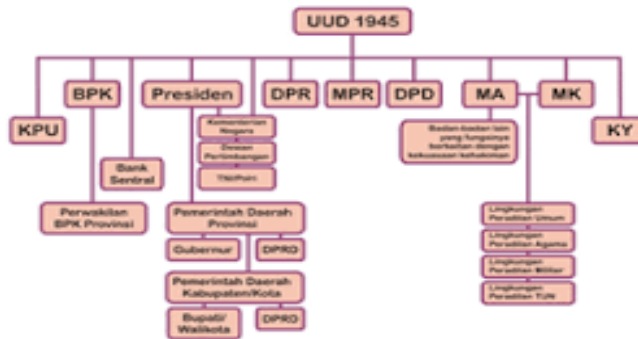 UUD 1945
BPK
Presiden
DPR
MPR
DPD
MA
MK
KPU
KY
Kementerian
Negara
Dewan
Pertimbangan
TNI/Polri
Badan-badan lain
yang fungsinya
berkaitan dengan
kekuasaan kehakiman
Bank
Sentral
Perwakilan
BPK Provinsi
Pemerintah Daerah
Provinsi
Gubernur
DPRD
Pemerintah Daerah
Kabupaten/Kota
Bupati/
Walikota
DPRD
Lingkungan
Peradilan Umum
Lingkungan
Peradilan Agama
Lingkungan
Peradilan Militer
Lingkungan
Peradilan TUN